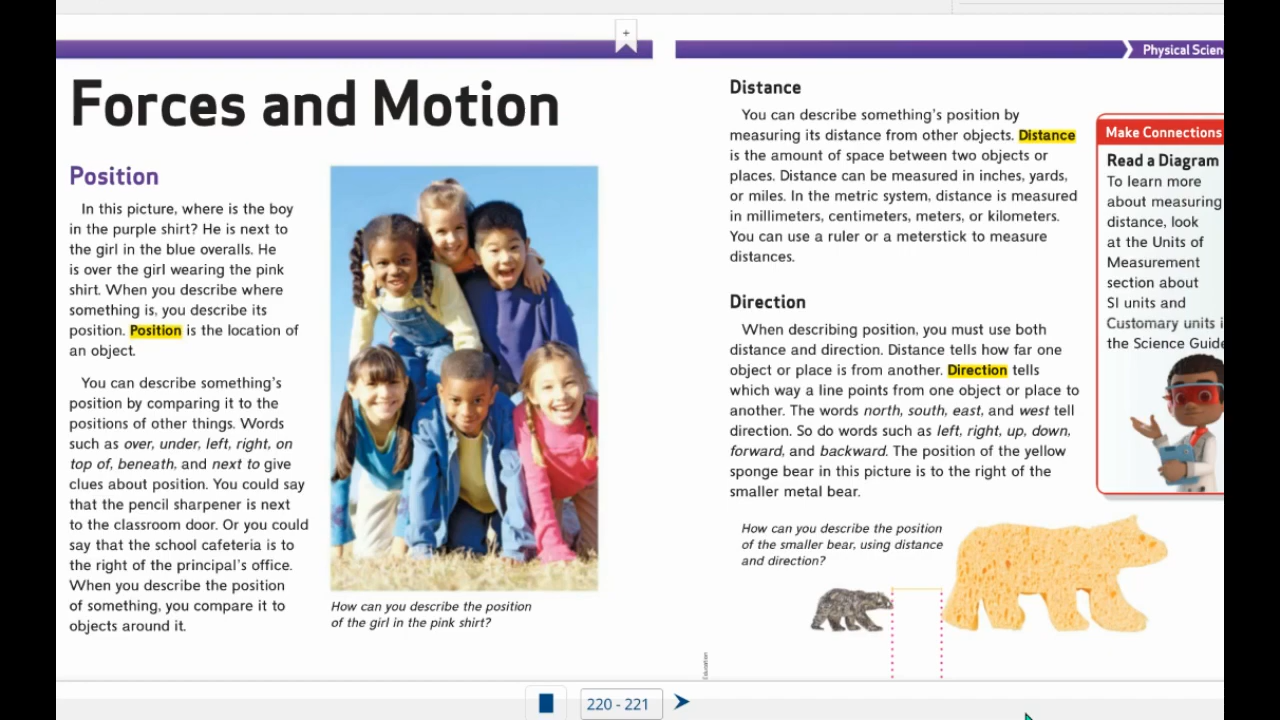 Forces and Motion
Position
In this picture, where is the boy
in the purple shirt? He is next to
the girl in the blue overalls. He
is over the girl wearing the pink
shirt. When you describe where
something is, you describe its
position. Position is the location of
an object.
You can describe something's
position by comparing it to the
positions of other things. Words
such as over, under, left, right, on
top of, beneath, and next to give
clues about position. You could say
that the pencil sharpener is next
to the classroom door. Or you could
say that the school cafeteria is to
the right of the principal's office.
When you describe the position
of something, you compare it to
objects around it.
How can you describe the position
of the girl in the pink shirt?
Physical Scien
Distance
You can describe something's position by
measuring its distance from other objects. Distance
is the amount of space between two objects or
places. Distance can be measured in inches, yards,
or miles. In the metric system, distance is measured
in millimeters, centimeters, meters, or kilometers.
You can use a ruler or a meterstick to measure
distances.
Direction
When describing position, you must use both
distance and direction. Distance tells how far one
object or place is from another. Direction tells
which way a line points from one object or place to
another. The words north, south, east, and west tell
direction. So do words such as left, right, up, down,
forward, and backward. The position of the yellow
sponge bear in this picture is to the right of the
smaller metal bear.
How can you describe the position
of the smaller bear, using distance
and direction?
Make Connections
Read a Diagram
To learn more
about measuring
distance, look
at the Units of
Measurement
section about
SI units and
Customary units i
the Science Guide
Education
220 - 221